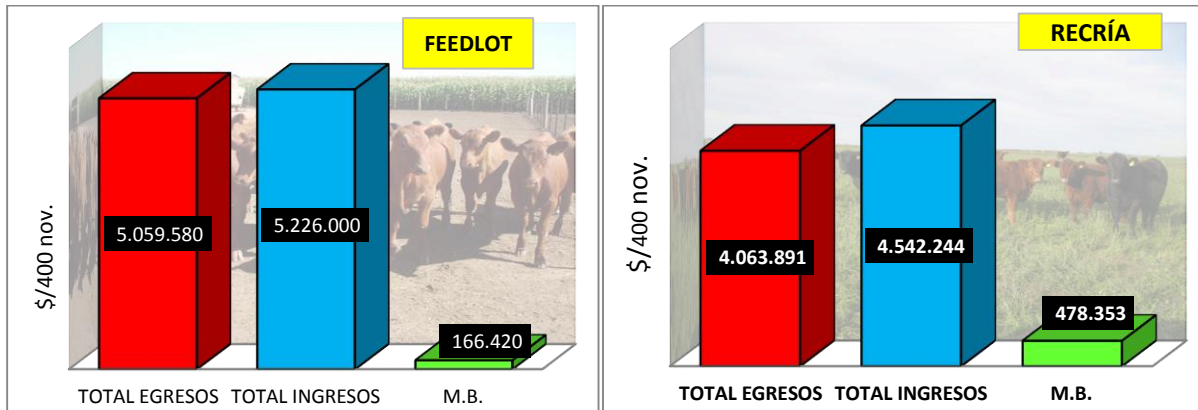 FEEDLOT
$/400 nov.
5.059.580
5.226.000
166.420
TOTAL EGRESOS TOTAL INGRESOS M.B.
RECRÍA
$/400 nov.
4.063.891
4.542.244
478.353
TOTAL EGRESOS TOTAL INGRESOS M.B.